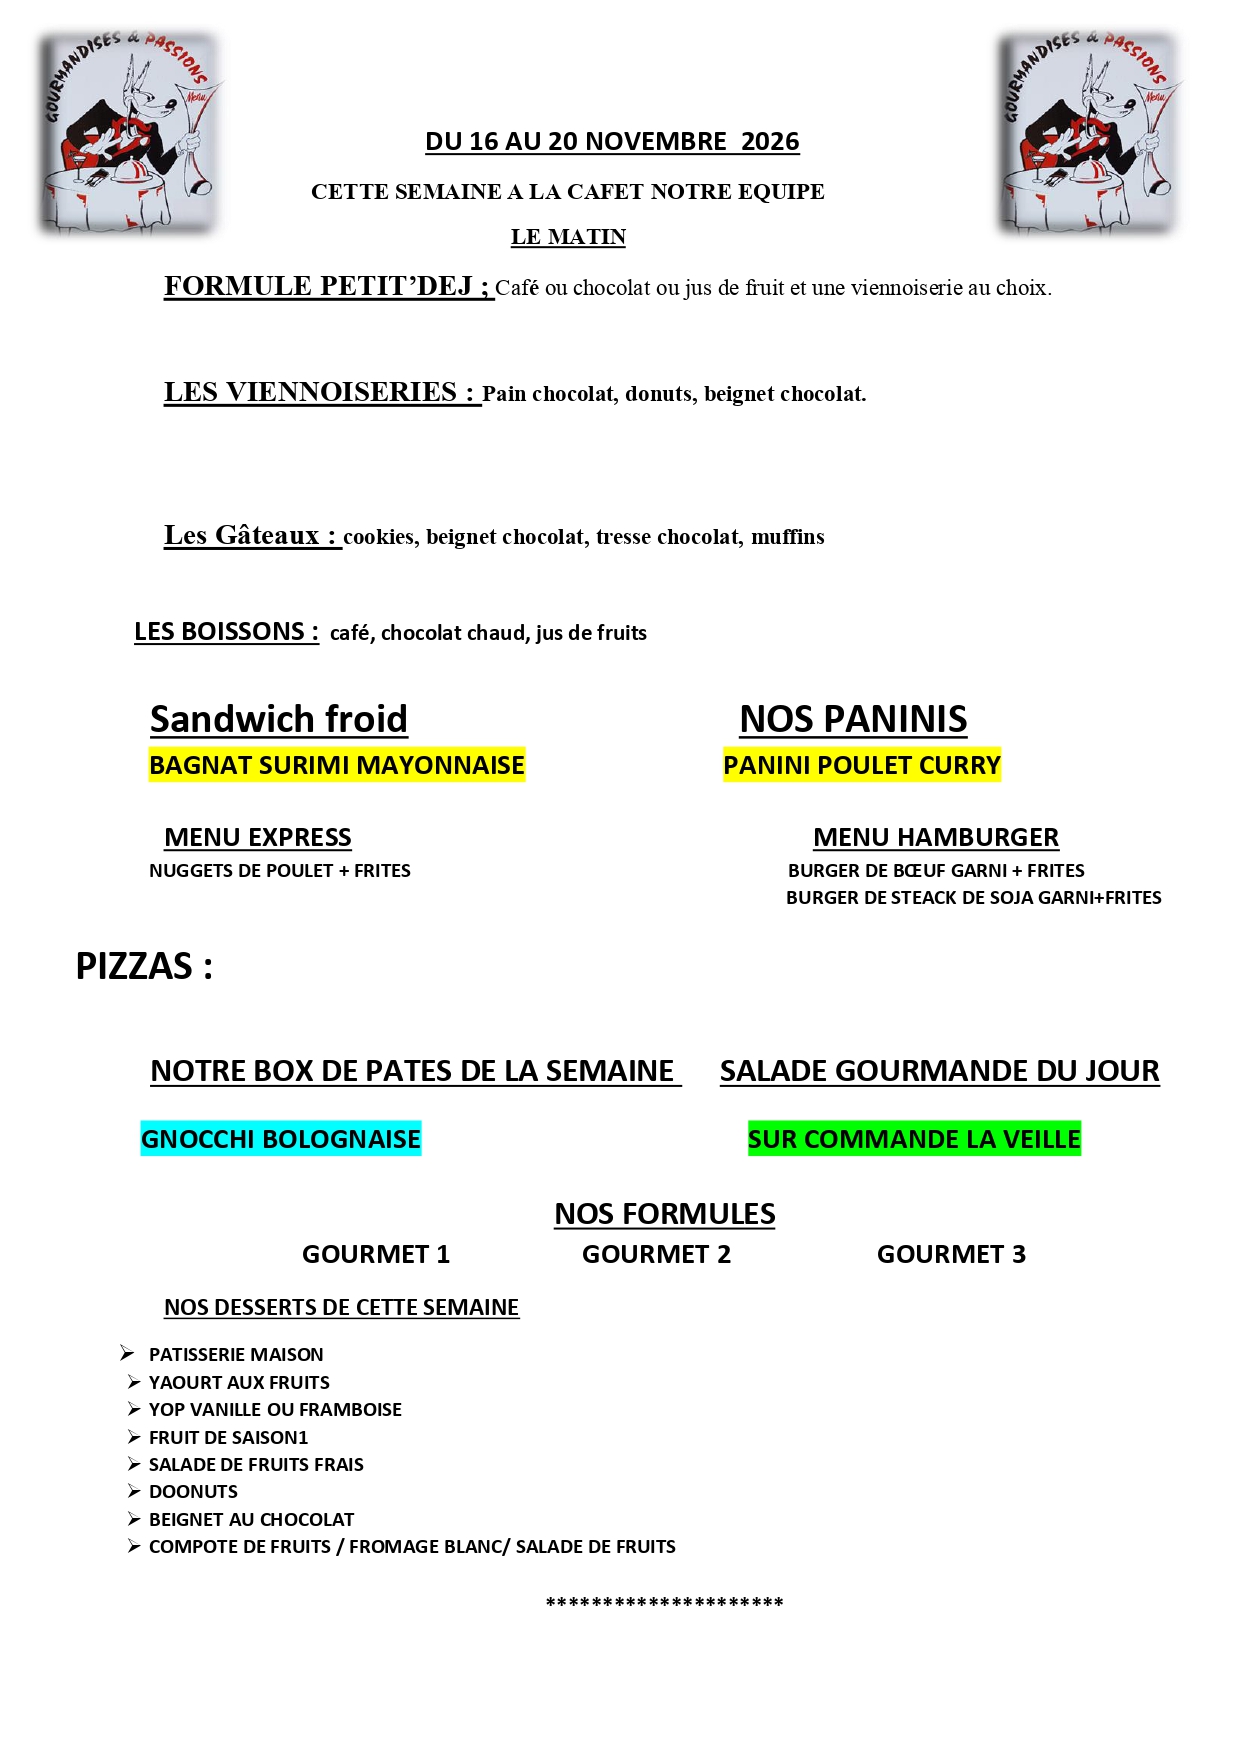 GOURMANDISES & PASSIONS
Menu
GOURMANDISES & PASSIONS
Menu
DU 16 AU 20 NOVEMBRE 2026
CETTE SEMAINE A LA CAFET NOTRE EQUIPE
LE MATIN
FORMULE PETIT’DEJ ; Café ou chocolat ou jus de fruit et une viennoiserie au choix.
LES VIENNOISERIES : Pain chocolat, donuts, beignet chocolat.
Les Gâteaux : cookies, beignet chocolat, tresse chocolat, muffins
LES BOISSONS : café, chocolat chaud, jus de fruits
Sandwich froid NOS PANINIS
BAGNAT SURIMI MAYONNAISE PANINI POULET CURRY
MENU EXPRESS MENU HAMBURGER
NUGGETS DE POULET + FRITES BURGER DE BŒUF GARNI + FRITES
BURGER DE STEACK DE SOJA GARNI+FRITES
PIZZAS :
NOTRE BOX DE PATES DE LA SEMAINE SALADE GOURMANDE DU JOUR
GNOCCHI BOLOGNAISE SUR COMMANDE LA VEILLE
NOS FORMULES
GOURMET 1 GOURMET 2 GOURMET 3
NOS DESSERTS DE CETTE SEMAINE
➢ PATISSERIE MAISON
➢ YAOURT AUX FRUITS
➢ YOP VANILLE OU FRAMBOISE
➢ FRUIT DE SAISON1
➢ SALADE DE FRUITS FRAIS
➢ DOONUTS
➢ BEIGNET AU CHOCOLAT
➢ COMPOTE DE FRUITS / FROMAGE BLANC/ SALADE DE FRUITS
*********************